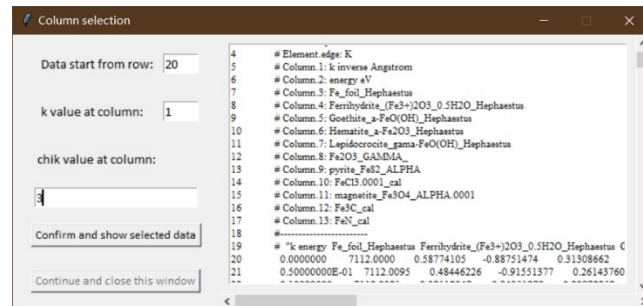 Column selection
Data start from row: 20
k value at column: 1
chik value at column:
3
Confirm and show selected data
Continue and close this window
4 # Element.edge: K
5 # Column.1: k inverse Angstrom
6 # Column.2: energy eV
7 # Column.3: Fe_foil_Hephaestus
8 # Column.4: Ferrihydrite_(Fe3+)2O3_0.5H2O_Hephaestus
9 # Column.5: Goethite_a-FeO(OH)_Hephaestus
10 # Column.6: Hematite_a-Fe2O3_Hephaestus
11 # Column.7: Lepidocrocite_gama-FeO(OH)_Hephaestus
12 # Column.8: Fe2O3_GAMMA_
13 # Column.9: pyrite_FeS2_ALPHA
14 # Column.10: FeCl3.0001_cal
15 # Column.11: magnetite_Fe3O4_ALPHA.0001
16 # Column.12: Fe3C_cal
17 # Column.13: FeN_cal
18 #------------------------
19 # "k energy Fe_foil_Hephaestus Ferrihydrite_(Fe3+)2O3_0.5H2O_Hephaestus
20 0.0000000 7112.0000 0.58774105 -0.88751474 0.31308662
21 0.50000000E-01 7112.0095 0.48446226 -0.91551377 0.26143760